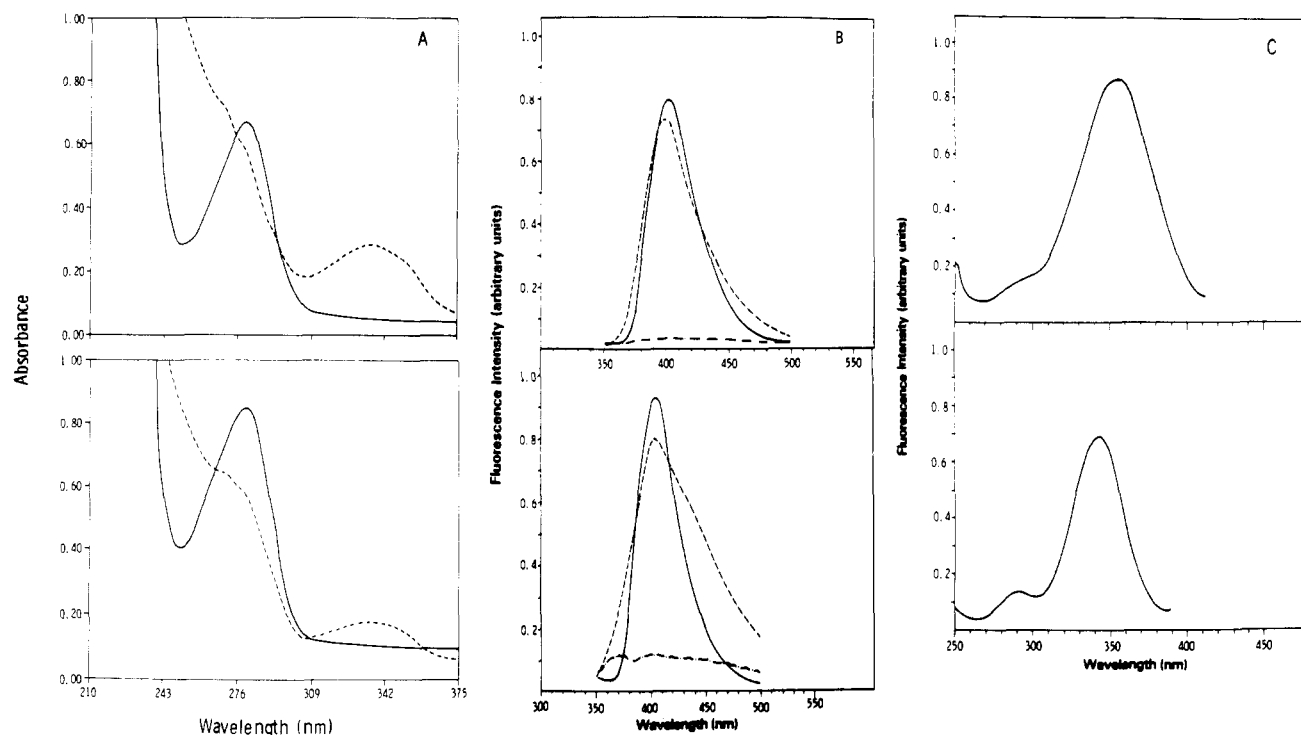 A
1.00
0.80
0.60
0.40
0.20
0.00
1.00
0.80
0.60
0.40
0.20
0.00
210 243 276 309 342 375
Absorbance
Wavelength (nm)
B
1.0
0.8
0.6
0.4
0.2
350 400 450 500 550
1.0
0.8
0.6
0.4
0.2
300 350 400 450 500 550
Fluorescence Intensity (arbitrary units)
Wavelength (nm)
C
1.0
0.8
0.6
0.4
0.2
1.0
0.8
0.6
0.4
0.2
250 300 350 400 450
Fluorescence Intensity (arbitrary units)
Wavelength (nm)